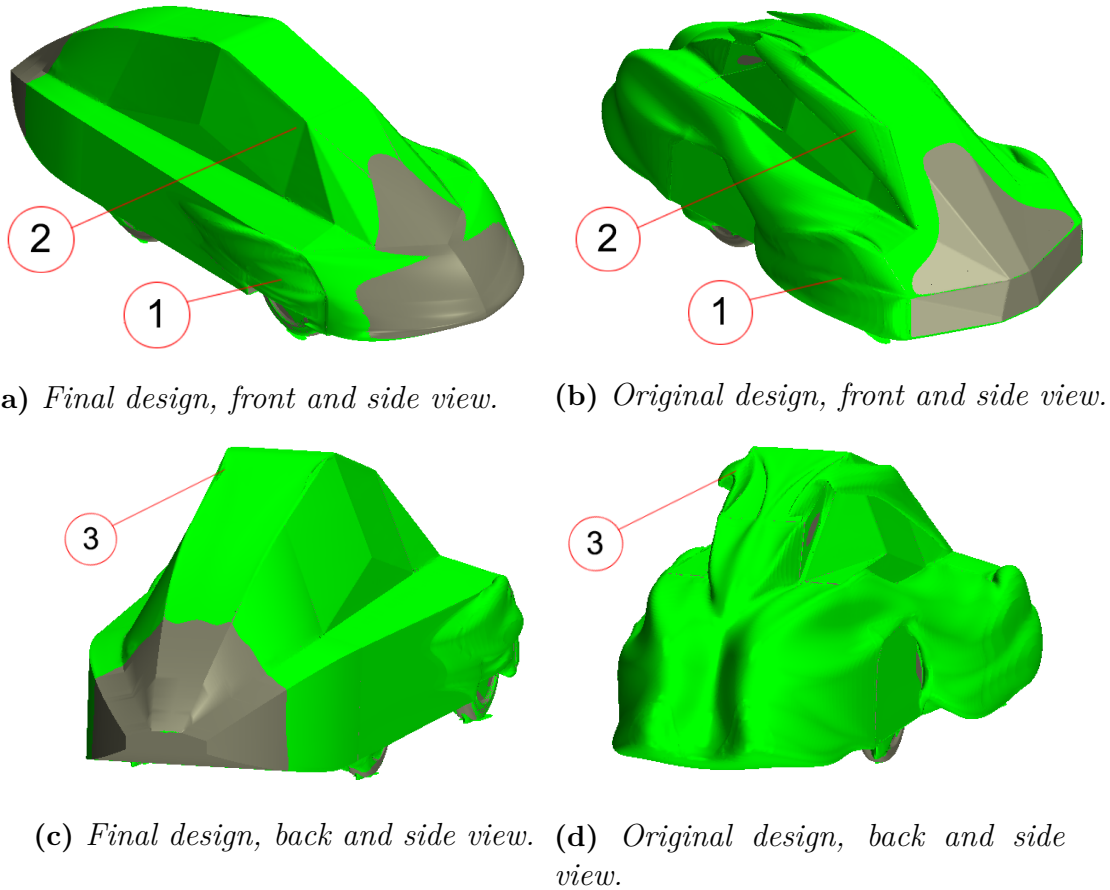 2
1
2
1
a) Final design, front and side view.
(b) Original design, front and side view.
3
3
(c) Final design, back and side view.
(d) Original design, back and side
view.